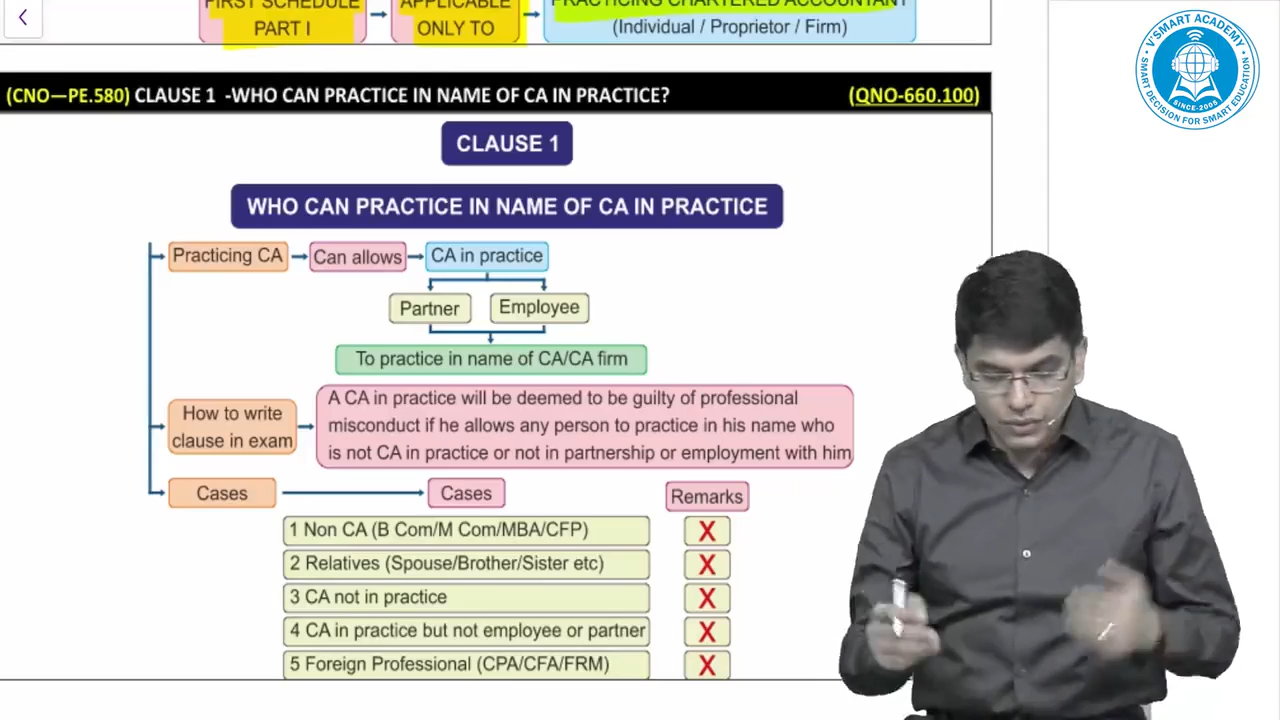 FIRST SCHEDULE
PART I
APPLICABLE
ONLY TO
PRACTICING CHARTERED ACCOUNTANT
(Individual / Proprietor / Firm)
(CNO—PE.580) CLAUSE 1 -WHO CAN PRACTICE IN NAME OF CA IN PRACTICE? (QNO-660.100)
V'SMART ACADEMY
SINCE-2005
SMART DECISION FOR SMART EDUCATION
CLAUSE 1
WHO CAN PRACTICE IN NAME OF CA IN PRACTICE
Practicing CA
Can allows
CA in practice
Partner
Employee
To practice in name of CA/CA firm
How to write
clause in exam
A CA in practice will be deemed to be guilty of professional
misconduct if he allows any person to practice in his name who
is not CA in practice or not in partnership or employment with him
Cases
Cases
Remarks
1 Non CA (B Com/M Com/MBA/CFP) X
2 Relatives (Spouse/Brother/Sister etc) X
3 CA not in practice X
4 CA in practice but not employee or partner X
5 Foreign Professional (CPA/CFA/FRM) X